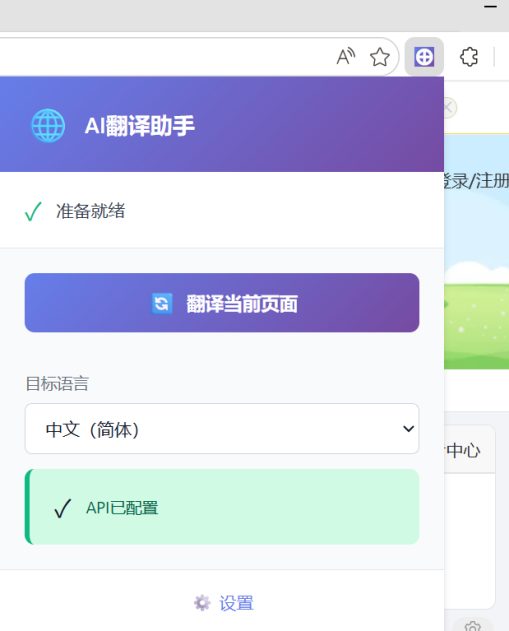 AI翻译助手
登录/注册
准备就绪
翻译当前页面
目标语言
中文（简体）
中心
API已配置
设置